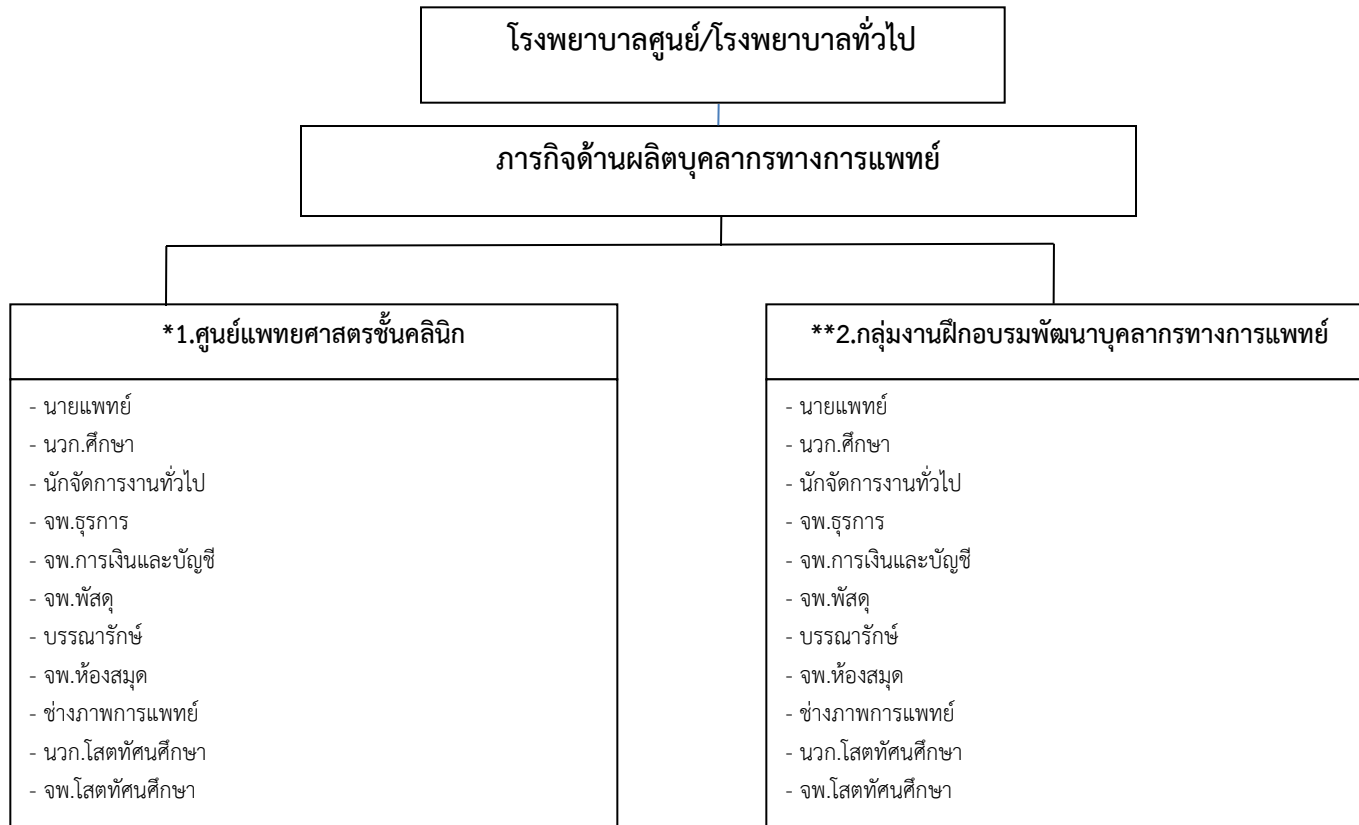 โรงพยาบาลศูนย์/โรงพยาบาลทั่วไป
ภารกิจด้านผลิตบุคลากรทางการแพทย์
*1.ศูนย์แพทยศาสตรชั้นคลินิก
- นายแพทย์
- นวก.ศึกษา
- นักจัดการงานทั่วไป
- จพ.ธุรการ
- จพ.การเงินและบัญชี
- จพ.พัสดุ
- บรรณารักษ์
- จพ.ห้องสมุด
- ช่างภาพการแพทย์
- นวก.โสตทัศนศึกษา
- จพ.โสตทัศนศึกษา
**2.กลุ่มงานฝึกอบรมพัฒนาบุคลากรทางการแพทย์
- นายแพทย์
- นวก.ศึกษา
- นักจัดการงานทั่วไป
- จพ.ธุรการ
- จพ.การเงินและบัญชี
- จพ.พัสดุ
- บรรณารักษ์
- จพ.ห้องสมุด
- ช่างภาพการแพทย์
- นวก.โสตทัศนศึกษา
- จพ.โสตทัศนศึกษา